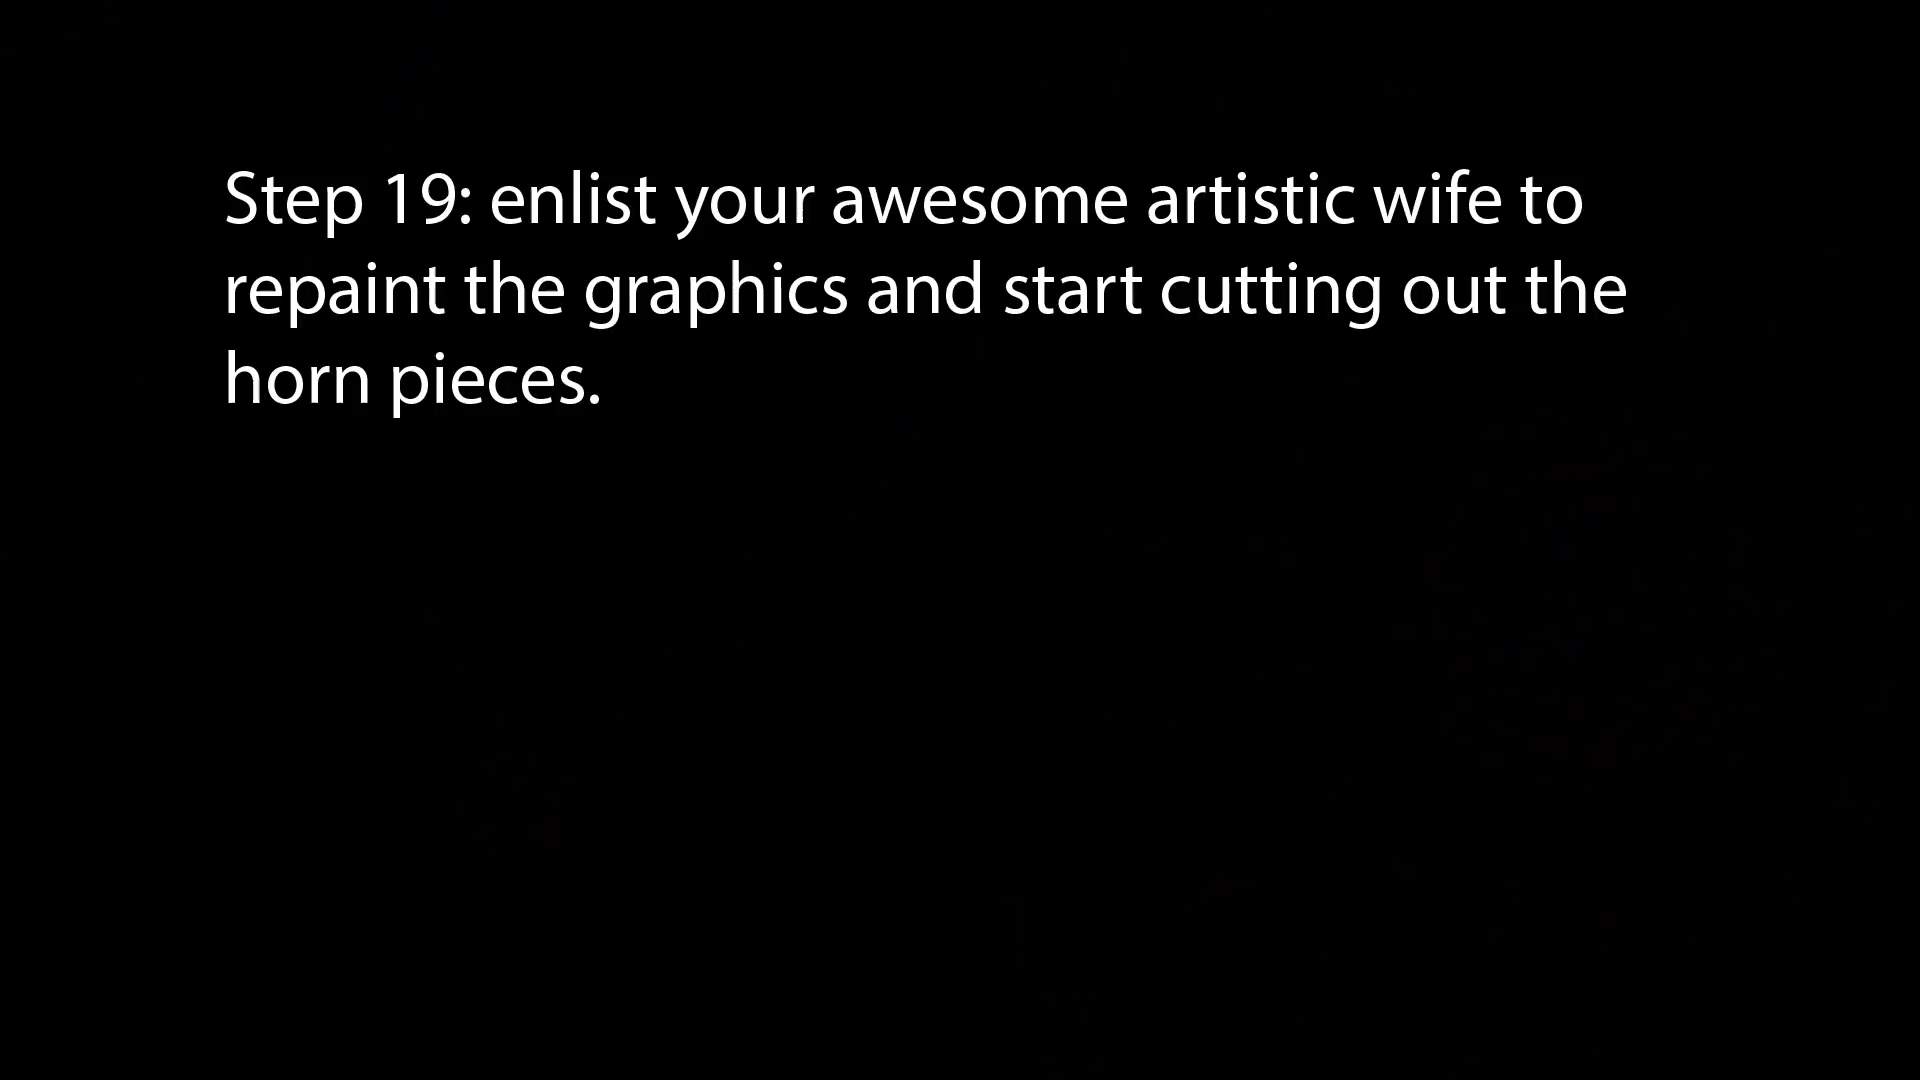 Step 19: enlist your awesome artistic wife to
repaint the graphics and start cutting out the
horn pieces.